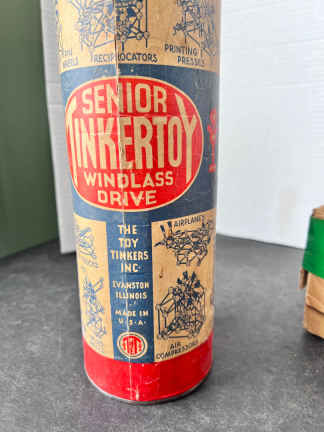 WHEELS
RECIPROCATORS
PRINTING
PRESSES
SENIOR
TINKERTOY
WINDLASS
DRIVE
THE
TOY
TINKERS
INC.
EVANSTON
ILLINOIS
MADE IN
U.S.A.
AIRPLANES
AIR
COMPRESSORS